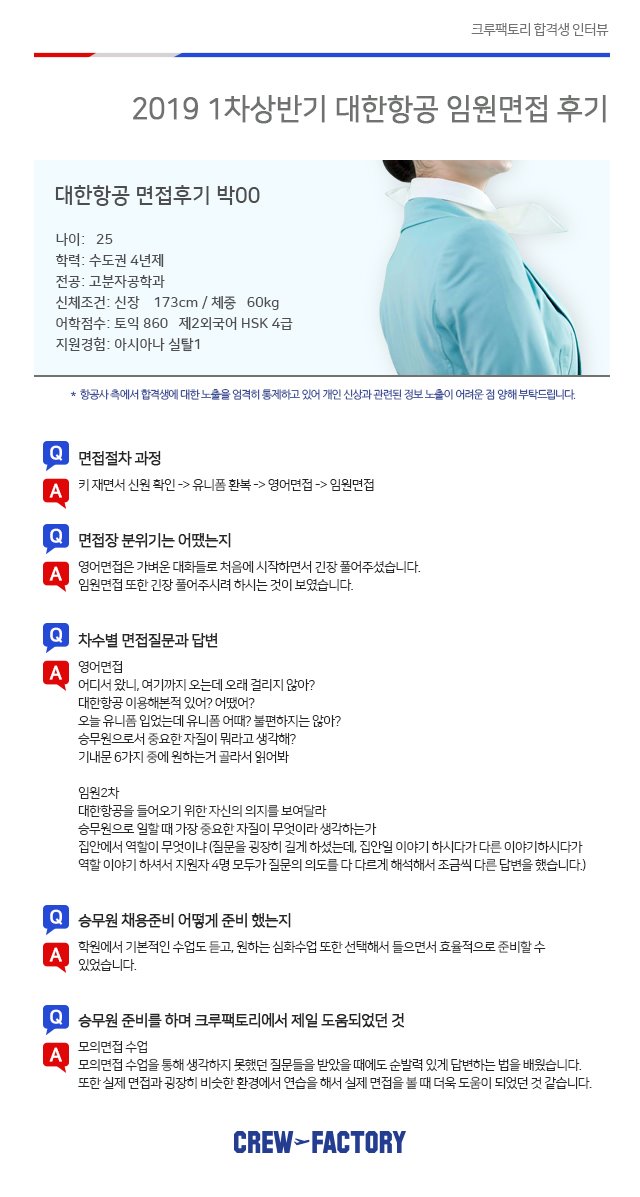 크루팩토리 합격생 인터뷰
2019 1차상반기 대한항공 임원면접 후기
대한항공 면접후기 박00
나이: 25
학력: 수도권 4년제
전공: 고분자공학과
신체조건: 신장 173cm / 체중 60kg
어학점수: 토익 860 제2외국어 HSK 4급
지원경험: 아시아나 실탈1
* 항공사 측에서 합격생에 대한 노출을 엄격히 통제하고 있어 개인 신상과 관련된 정보 노출이 어려운 점 양해 부탁드립니다.
Q 면접절차 과정
A 키 재면서 신원 확인 -> 유니폼 환복 -> 영어면접 -> 임원면접
Q 면접장 분위기는 어땠는지
A 영어면접은 가벼운 대화들로 처음에 시작하면서 긴장 풀어주셨습니다.
임원면접 또한 긴장 풀어주시려 하시는 것이 보였습니다.
Q 차수별 면접질문과 답변
A 영어면접
어디서 왔니, 여기까지 오는데 오래 걸리지 않아?
대한항공 이용해본적 있어? 어땠어?
오늘 유니폼 입었는데 유니폼 어때? 불편하지는 않아?
승무원으로서 중요한 자질이 뭐라고 생각해?
기내문 6가지 중에 원하는거 골라서 읽어봐
임원2차
대한항공을 들어오기 위한 자신의 의지를 보여달라
승무원으로 일할 때 가장 중요한 자질이 무엇이라 생각하는가
집안에서 역할이 무엇이냐 (질문을 굉장히 길게 하셨는데, 집안일 이야기 하시다가 다른 이야기하시다가
역할 이야기 하셔서 지원자 4명 모두가 질문의 의도를 다 다르게 해석해서 조금씩 다른 답변을 했습니다.)
Q 승무원 채용준비 어떻게 준비 했는지
A 학원에서 기본적인 수업도 듣고, 원하는 심화수업 또한 선택해서 들으면서 효율적으로 준비할 수
있었습니다.
Q 승무원 준비를 하며 크루팩토리에서 제일 도움되었던 것
A 모의면접 수업
모의면접 수업을 통해 생각하지 못했던 질문들을 받았을 때에도 순발력 있게 답변하는 법을 배웠습니다.
또한 실제 면접과 굉장히 비슷한 환경에서 연습을 해서 실제 면접을 볼 때 더욱 도움이 되었던 것 같습니다.
CREW FACTORY